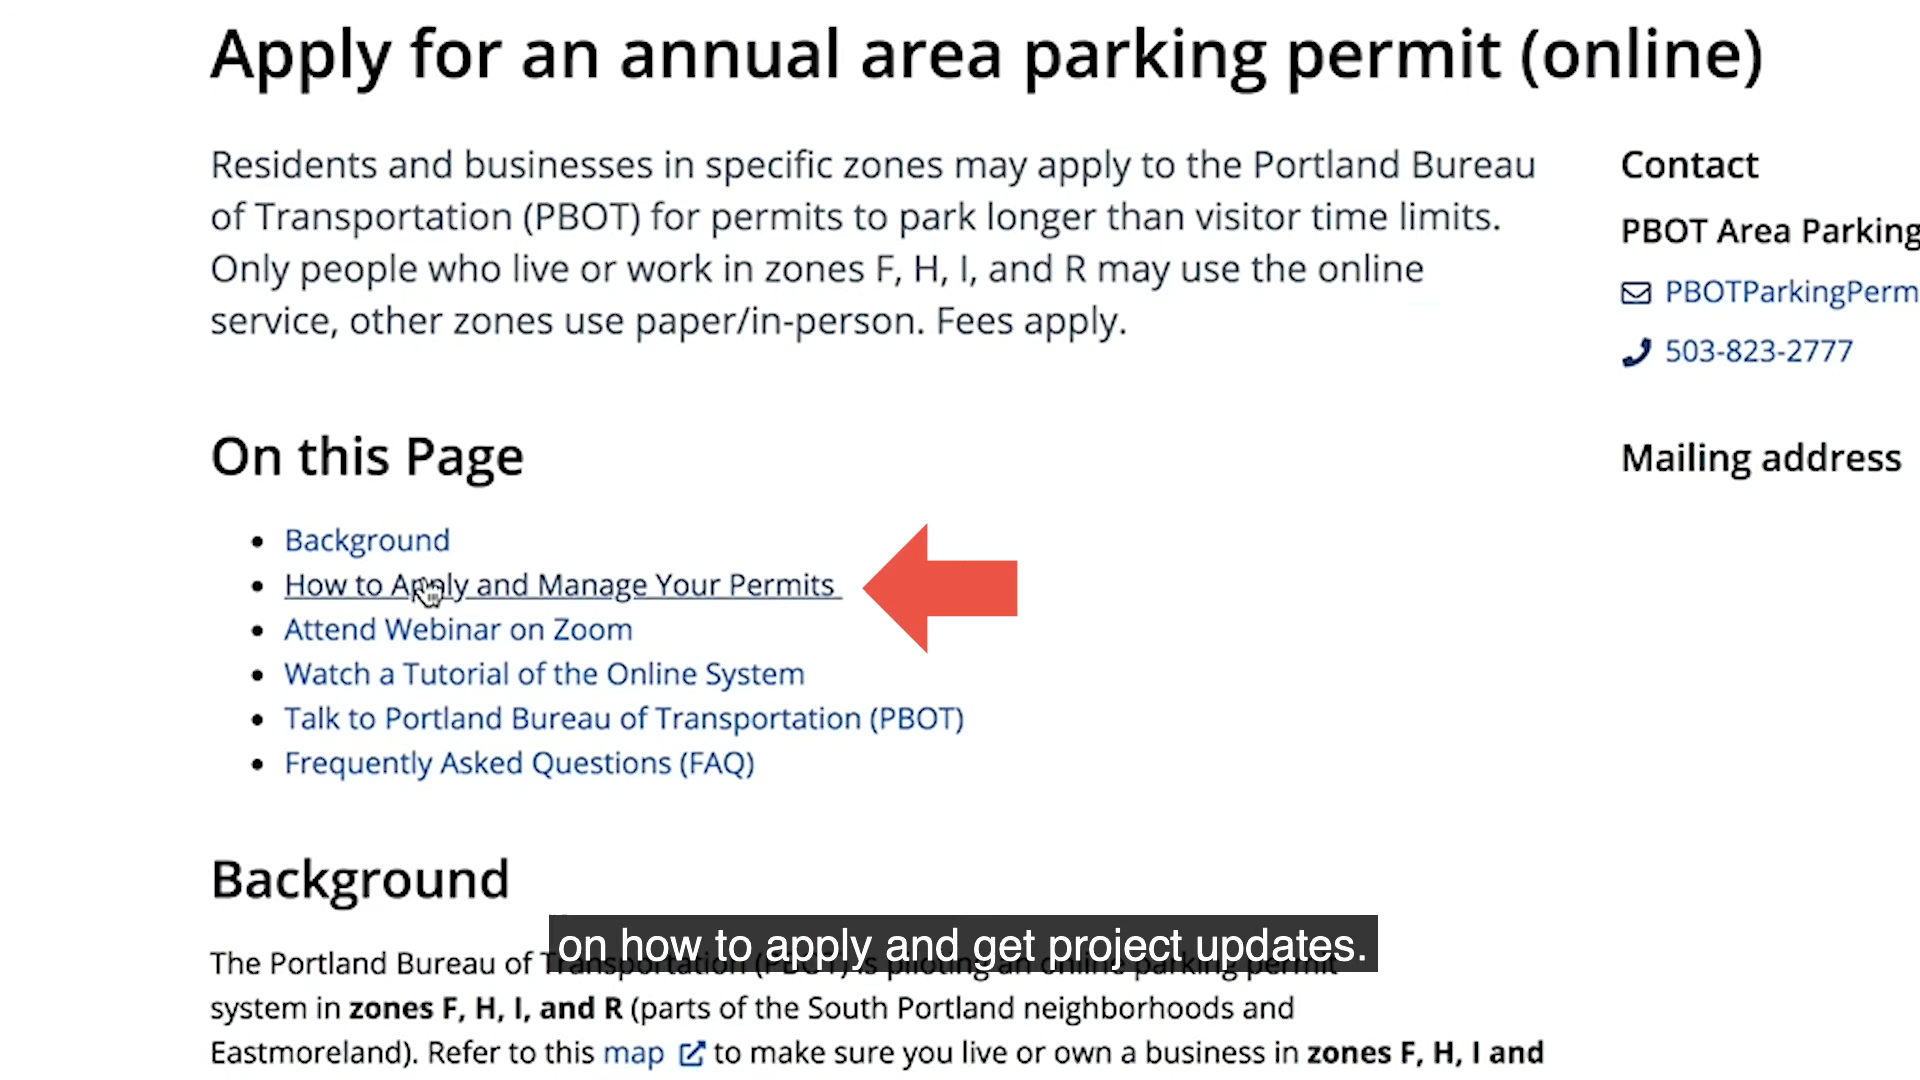 Apply for an annual area parking permit (online)
Residents and businesses in specific zones may apply to the Portland Bureau
of Transportation (PBOT) for permits to park longer than visitor time limits.
Only people who live or work in zones F, H, I, and R may use the online
service, other zones use paper/in-person. Fees apply.
Contact
PBOT Area Parking
PBOTParkingPerm
503-823-2777
Mailing address
On this Page
• Background
• How to Apply and Manage Your Permits
• Attend Webinar on Zoom
• Watch a Tutorial of the Online System
• Talk to Portland Bureau of Transportation (PBOT)
• Frequently Asked Questions (FAQ)
Background
The Portland Bureau of Transportation (PBOT) is piloting an online parking permit
system in zones F, H, I, and R (parts of the South Portland neighborhoods and
Eastmoreland). Refer to this map to make sure you live or own a business in zones F, H, I and
on how to apply and get project updates.